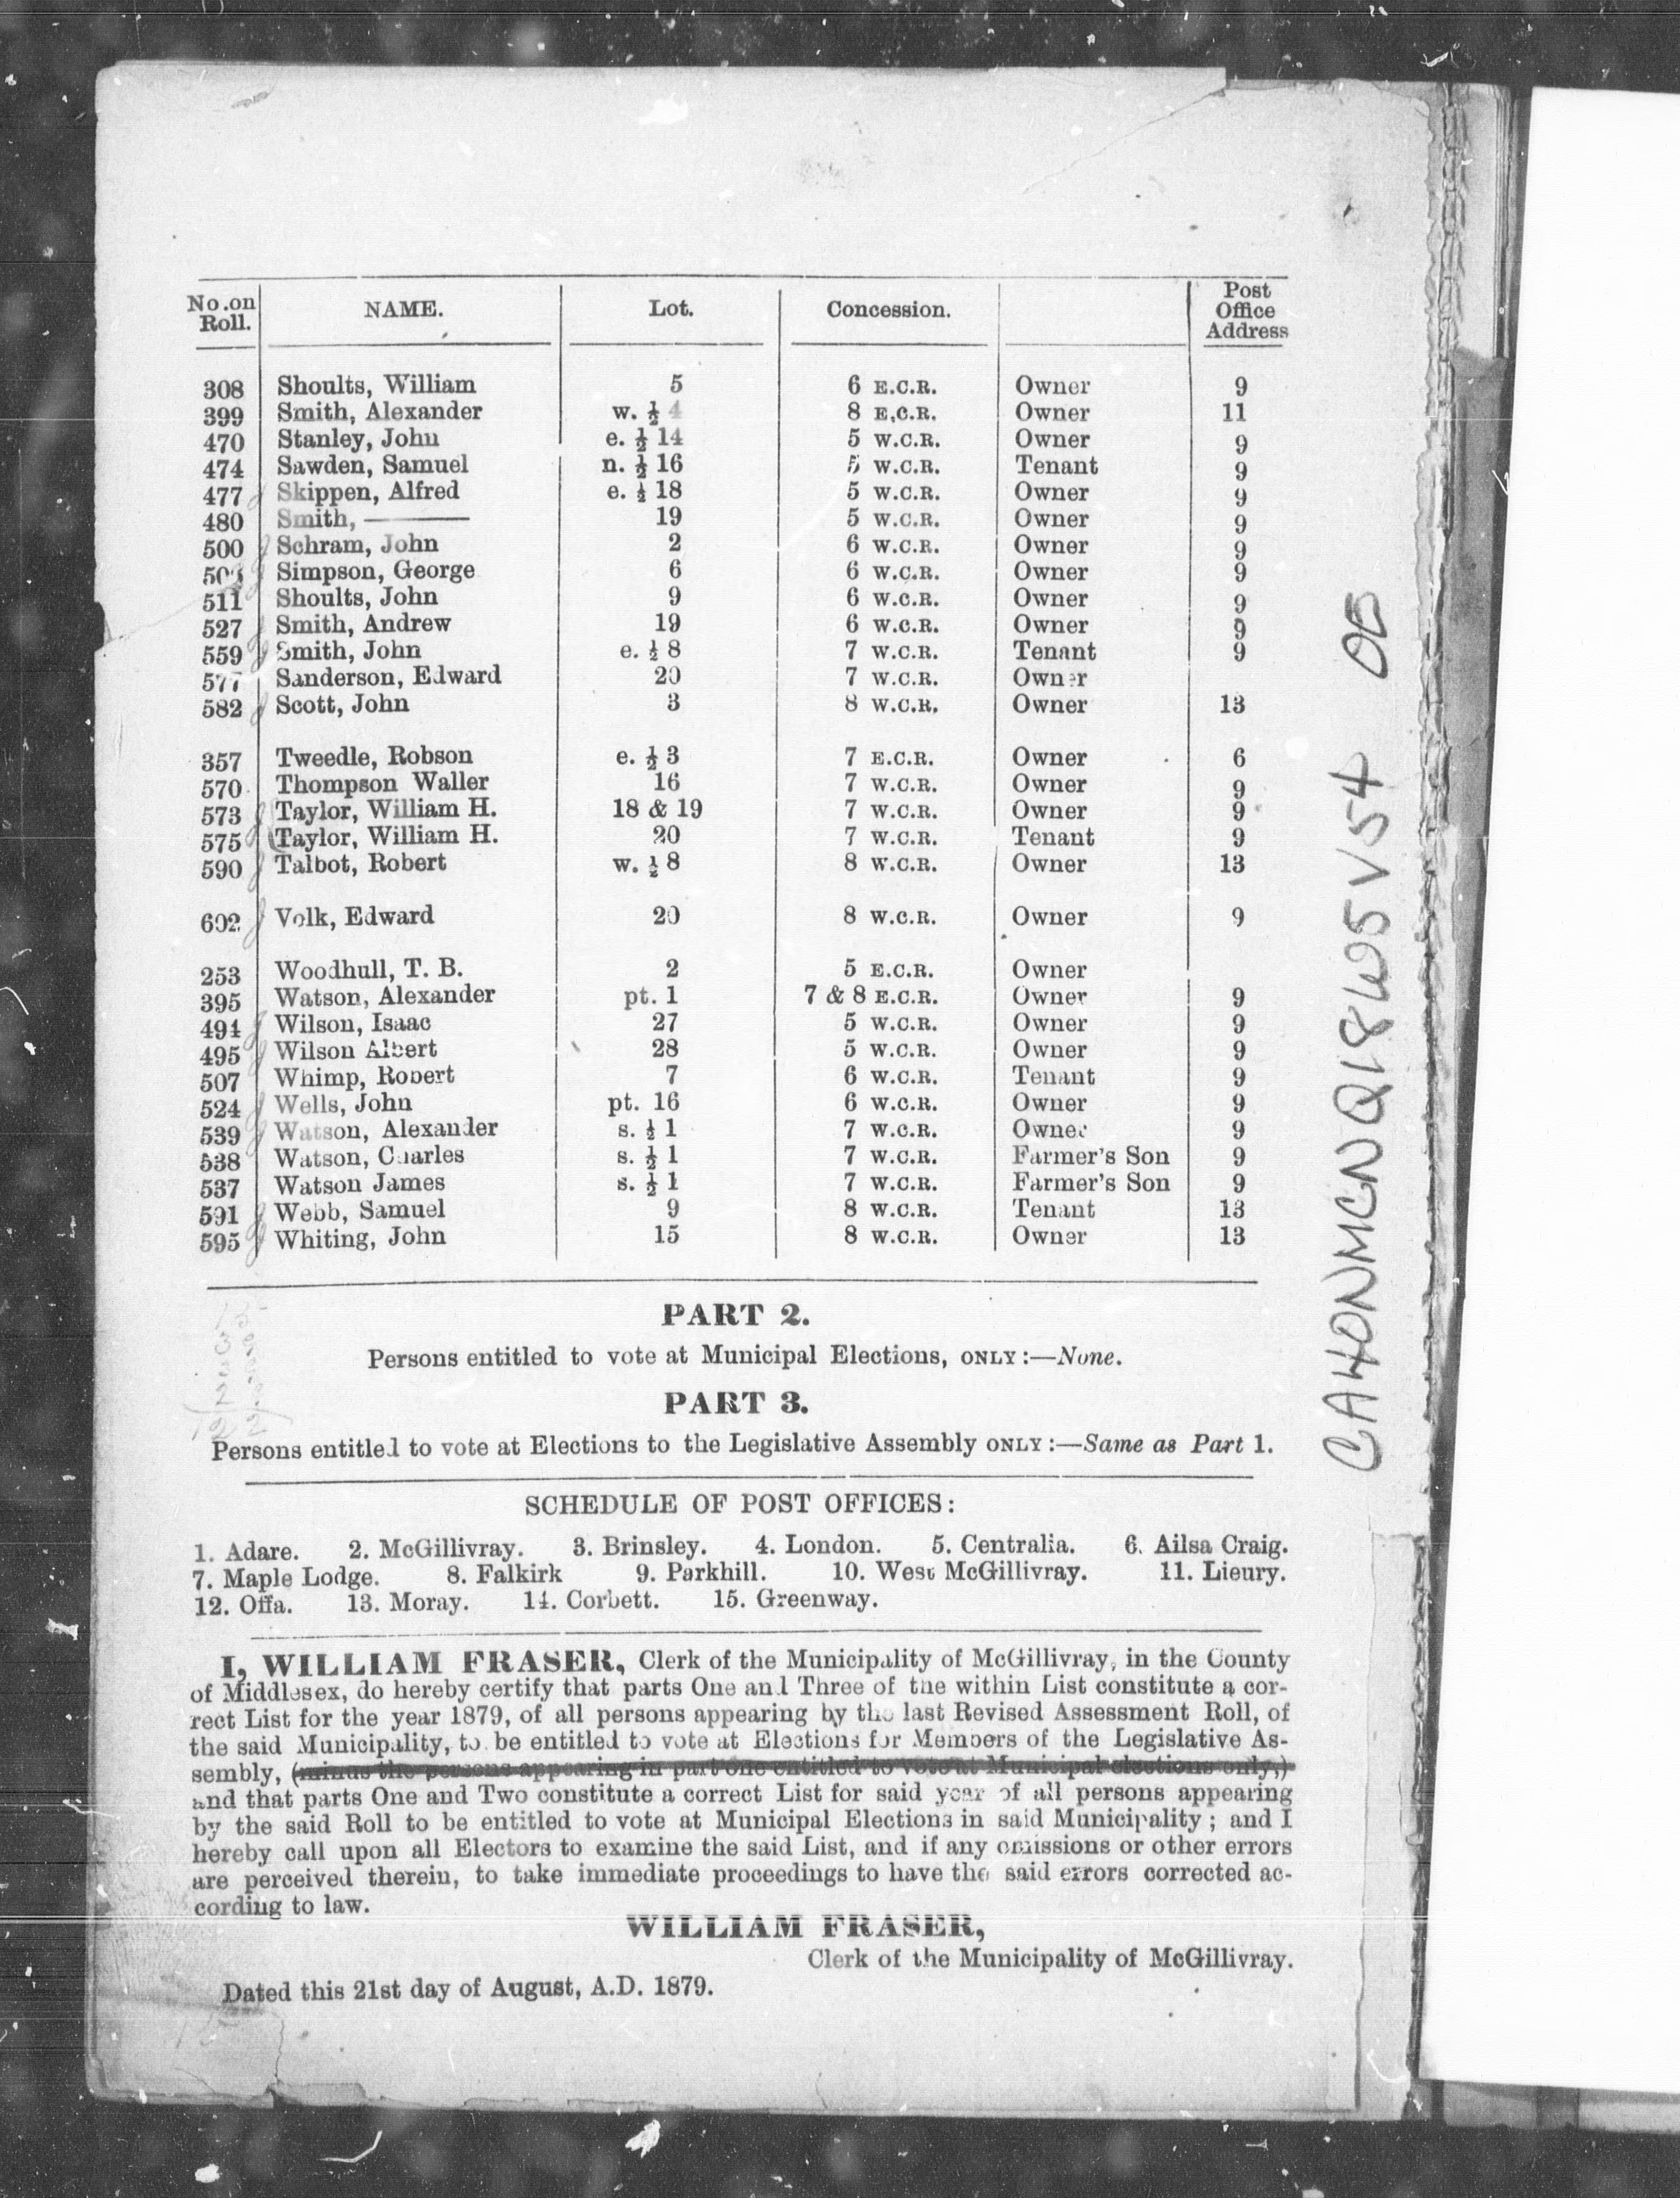 No. on Roll. NAME. Lot. Concession. Post Office Address
308 Shoults, William 5 6 E.C.R. Owner 9
399 Smith, Alexander w. ½ 4 8 E.C.R. Owner 11
470 Stanley, John e. ½ 14 5 W.C.R. Owner 9
474 Sawden, Samuel n. ½ 16 5 W.C.R. Tenant 9
477 Skippen, Alfred e. ½ 18 5 W.C.R. Owner 9
480 Smith, ——— 19 5 W.C.R. Owner 9
500 Schram, John 2 6 W.C.R. Owner 9
Simpson, George 6 6 W.C.R. Owner 9
511 Shoults, John 9 6 W.C.R. Owner 9
527 Smith, Andrew 19 6 W.C.R. Owner 9
559 Smith, John e. ½ 8 7 W.C.R. Tenant 9
577 Sanderson, Edward 20 7 W.C.R. Owner
582 Scott, John 3 8 W.C.R. Owner 13
357 Tweedle, Robson e. ½ 3 7 E.C.R. Owner 6
570 Thompson Waller 16 7 W.C.R. Owner 9
573 Taylor, William H. 18 & 19 7 W.C.R. Owner 9
575 Taylor, William H. 20 7 W.C.R. Tenant 9
590 Talbot, Robert w. ½ 8 8 W.C.R. Owner 13
602 Volk, Edward 20 8 W.C.R. Owner 9
253 Woodhull, T. B. 2 5 E.C.R. Owner
395 Watson, Alexander pt. 1 7 & 8 E.C.R. Owner 9
494 Wilson, Isaac 27 5 W.C.R. Owner 9
495 Wilson Albert 28 5 W.C.R. Owner 9
507 Whimp, Robert 7 6 W.C.R. Tenant 9
524 Wells, John pt. 16 6 W.C.R. Owner 9
539 Watson, Alexander s. ½ 1 7 W.C.R. Owner 9
538 Watson, Charles s. ½ 1 7 W.C.R. Farmer's Son 9
537 Watson James s. ½ 1 7 W.C.R. Farmer's Son 9
591 Webb, Samuel 9 8 W.C.R. Tenant 13
595 Whiting, John 15 8 W.C.R. Owner 13
PART 2.
Persons entitled to vote at Municipal Elections, ONLY:—None.
PART 3.
Persons entitled to vote at Elections to the Legislative Assembly ONLY:—Same as Part 1.
SCHEDULE OF POST OFFICES:
1. Adare. 2. McGillivray. 3. Brinsley. 4. London. 5. Centralia. 6. Ailsa Craig.
7. Maple Lodge. 8. Falkirk 9. Parkhill. 10. West McGillivray. 11. Lieury.
12. Offa. 13. Moray. 14. Corbett. 15. Greenway.
I, WILLIAM FRASER, Clerk of the Municipality of McGillivray, in the County
of Middlesex, do hereby certify that parts One and Three of the within List constitute a cor-
rect List for the year 1879, of all persons appearing by the last Revised Assessment Roll, of
the said Municipality, to be entitled to vote at Elections for Members of the Legislative As-
sembly, (minus the persons appearing in part one entitled to vote at Municipal elections only,)
and that parts One and Two constitute a correct List for said year of all persons appearing
by the said Roll to be entitled to vote at Municipal Elections in said Municipality; and I
hereby call upon all Electors to examine the said List, and if any omissions or other errors
are perceived therein, to take immediate proceedings to have the said errors corrected ac-
cording to law.
WILLIAM FRASER,
Clerk of the Municipality of McGillivray.
Dated this 21st day of August, A.D. 1879.
CA40NMCNQ18W5V54 OB